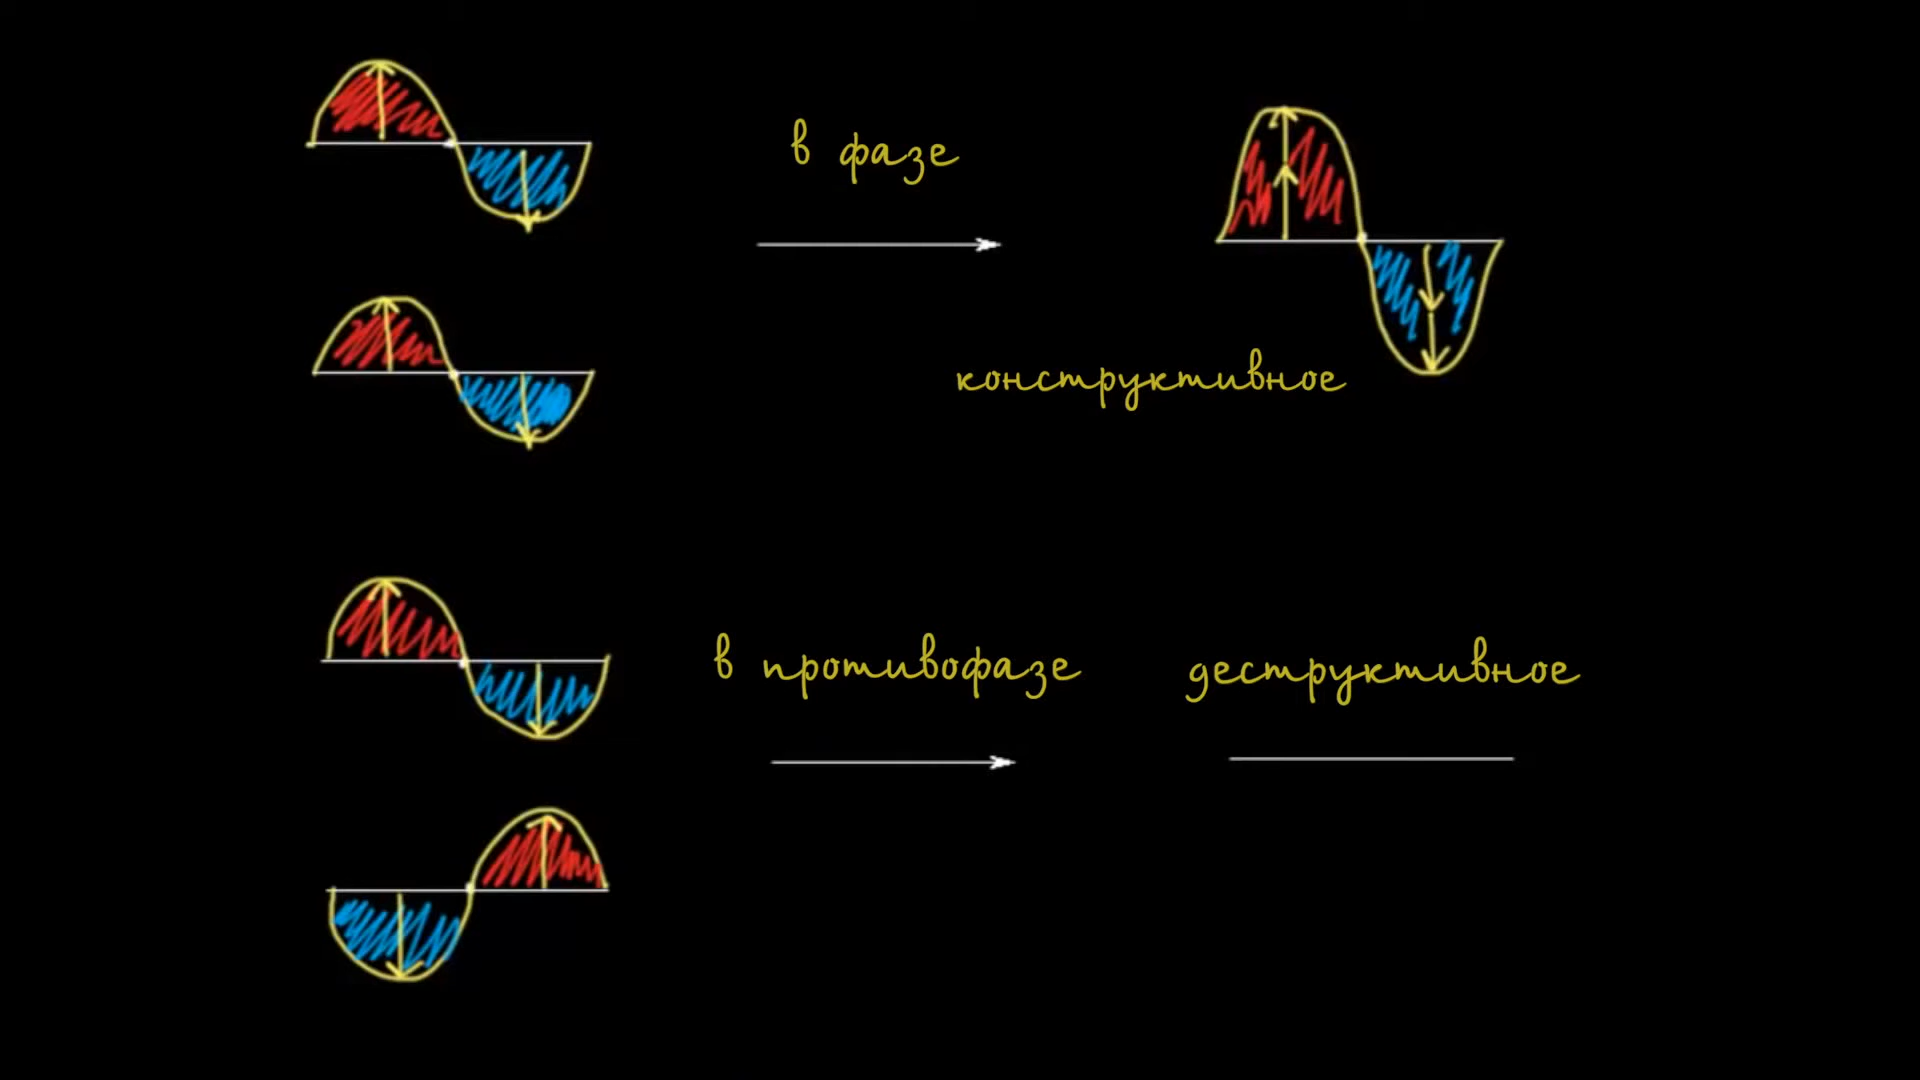 в фазе
конструктивное
в противофазе
деструктивное